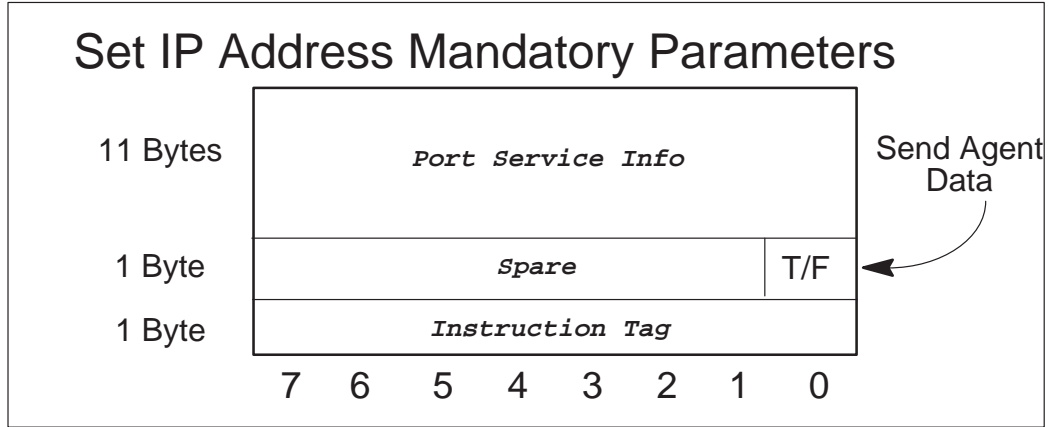 Set IP Address Mandatory Parameters
11 Bytes
Port Service Info
Send Agent
Data
1 Byte
Spare
T/F
1 Byte
Instruction Tag
7 6 5 4 3 2 1 0